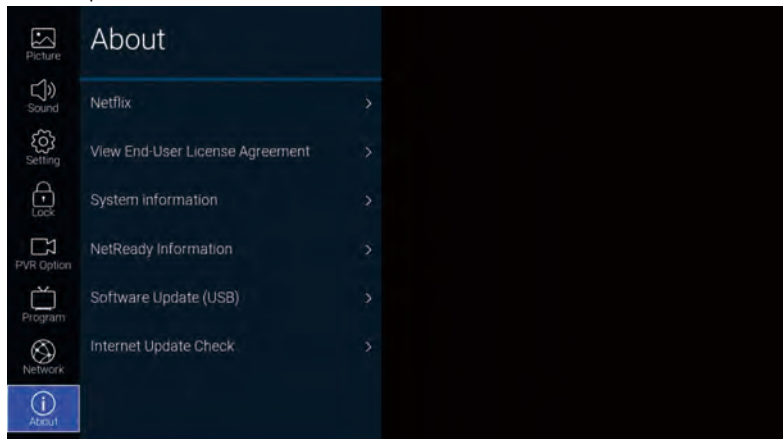 Picture
Sound
Setting
Lock
PVR Option
Program
Network
About
About
Netflix
View End-User License Agreement
System information
NetReady Information
Software Update (USB)
Internet Update Check